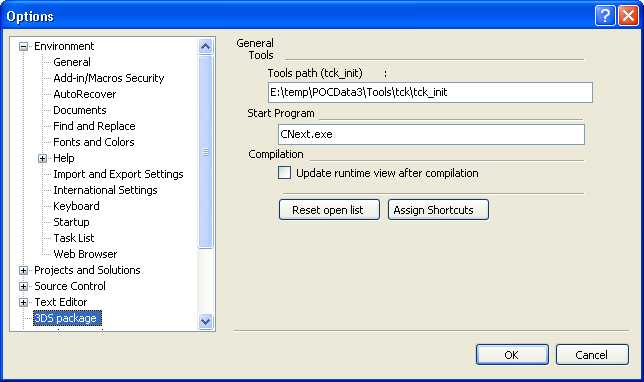 Options
Environment
General
Add-in/Macros Security
AutoRecover
Documents
Find and Replace
Fonts and Colors
Help
Import and Export Settings
International Settings
Keyboard
Startup
Task List
Web Browser
Projects and Solutions
Source Control
Text Editor
3DS package
General
Tools
Tools path (tck_init) :
E:\temp\POCData3\Tools\tck\tck_init
Start Program
CNext.exe
Compilation
Update runtime view after compilation
Reset open list
Assign Shortcuts
OK
Cancel